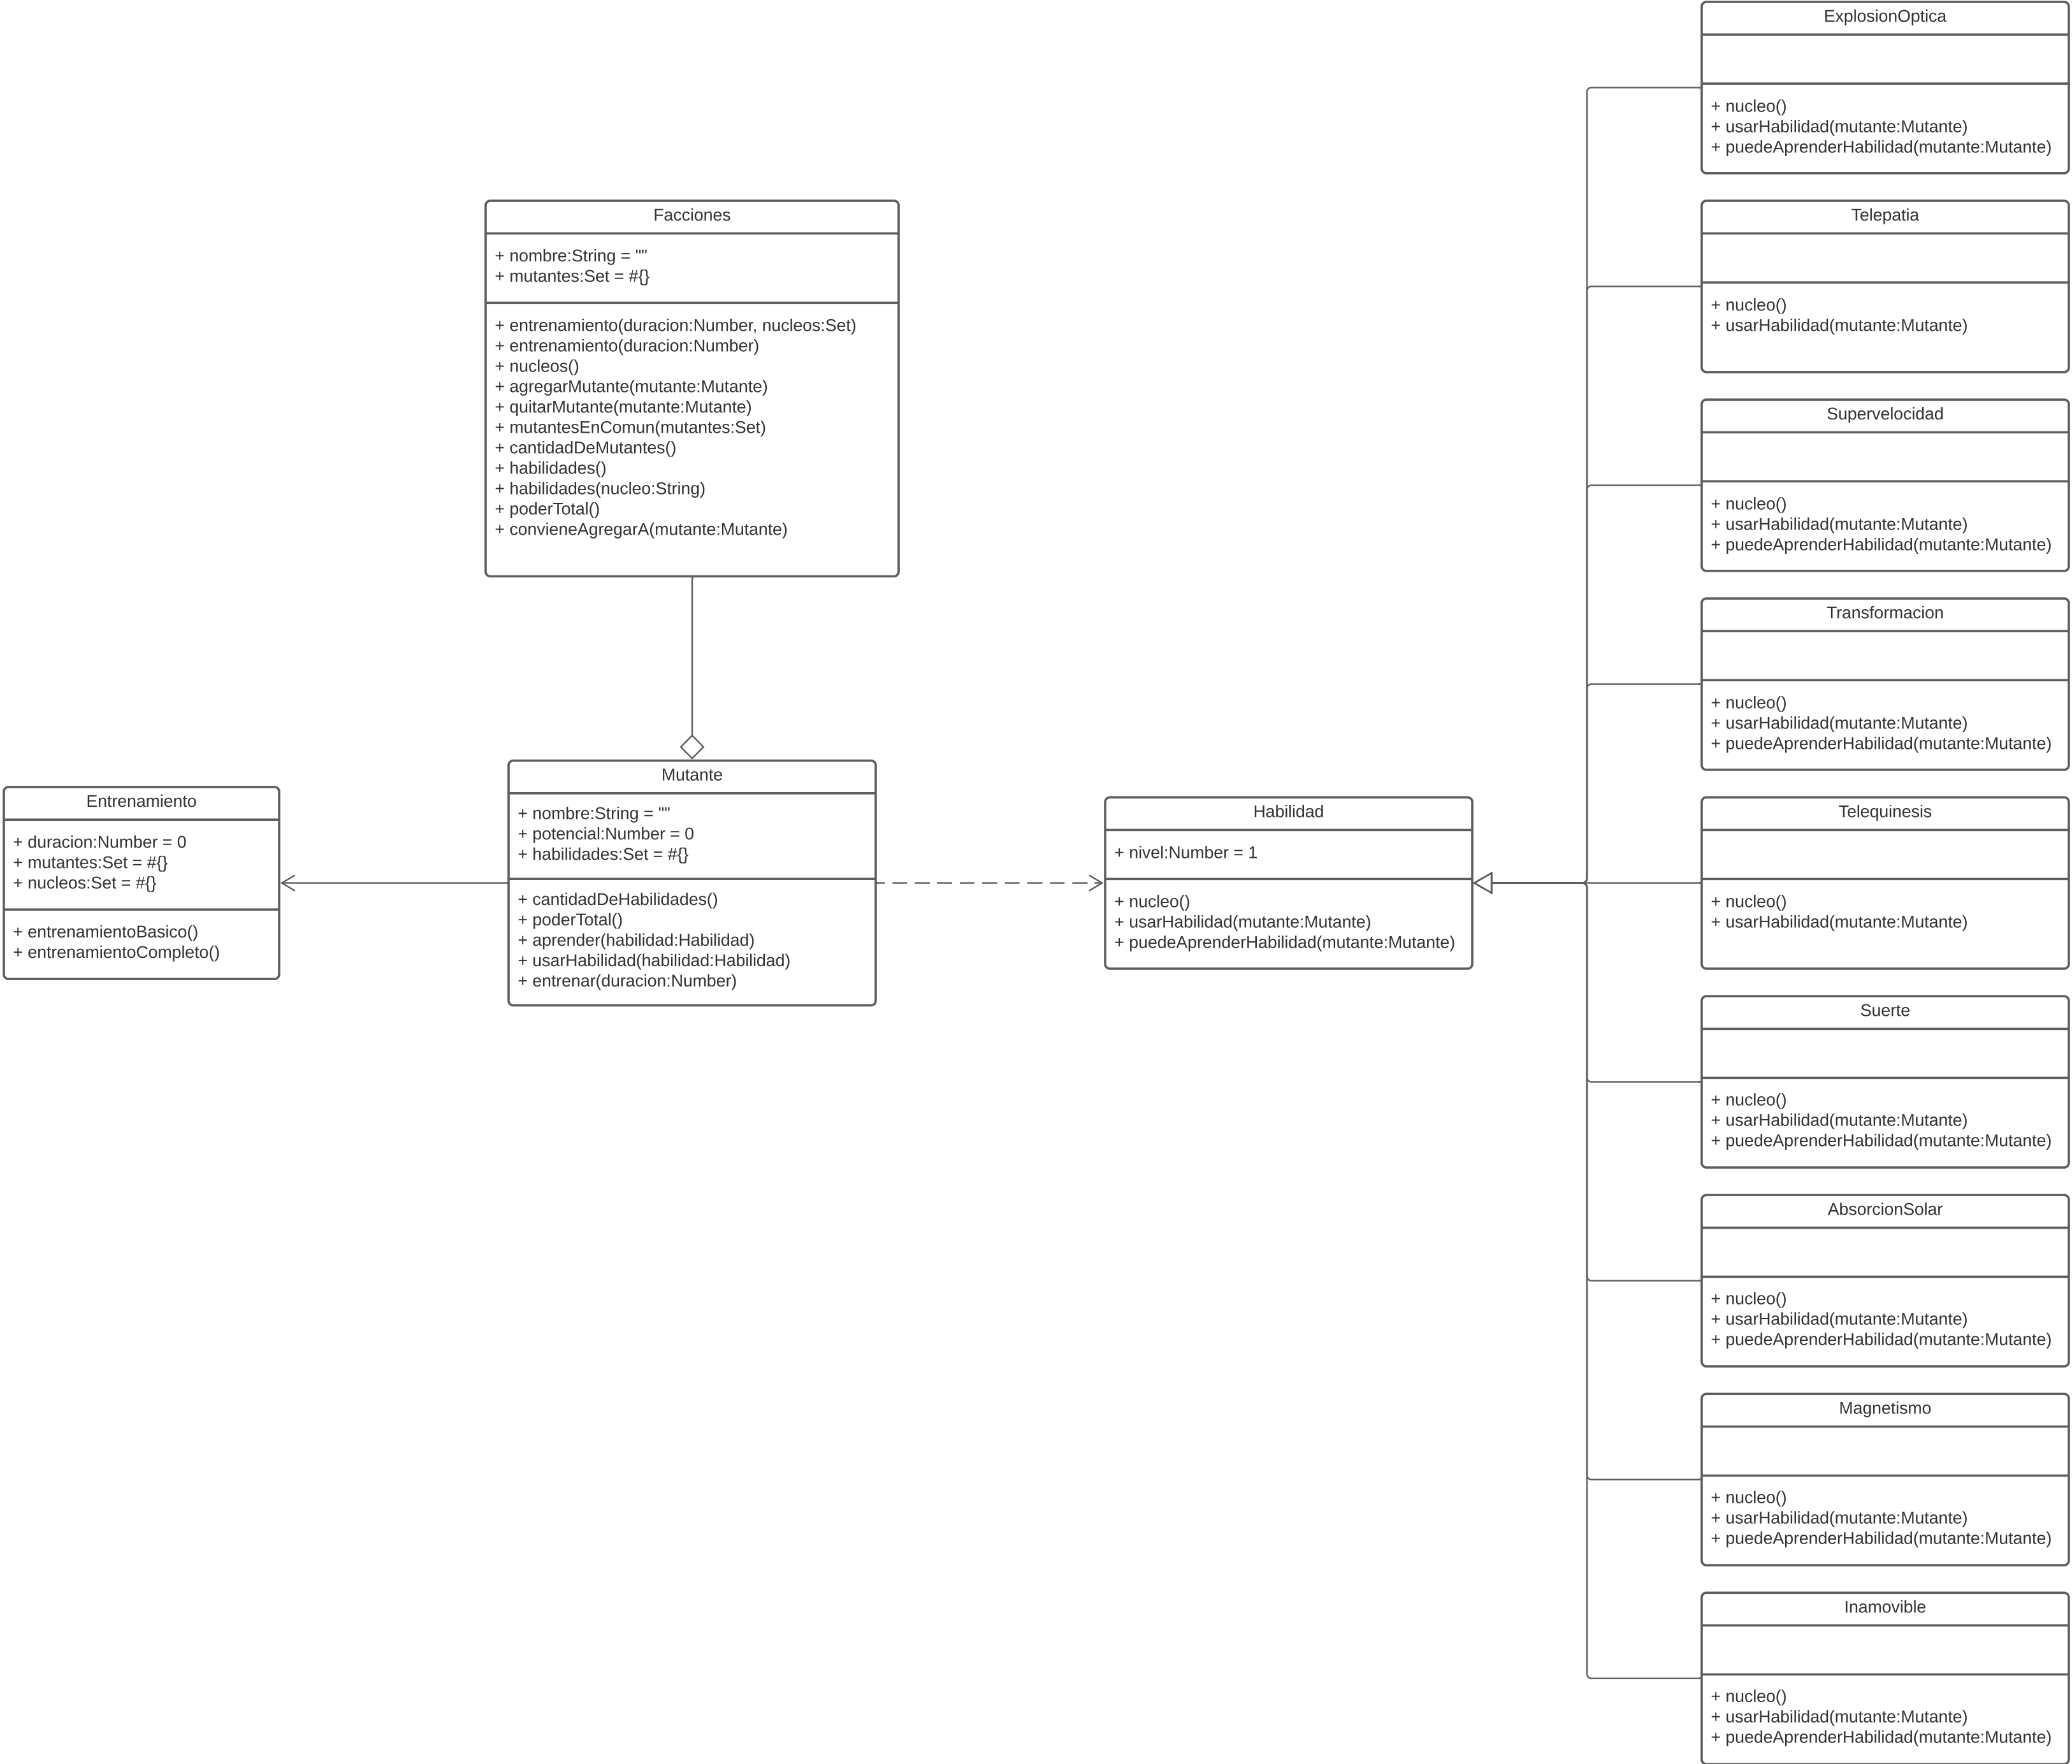 ExplosionOptica
+ nucleo()
+ usarHabilidad(mutante:Mutante)
+ puedeAprenderHabilidad(mutante:Mutante)
Facciones
+ nombre:String = ""
+ mutantes:Set = #{}
+ entrenamiento(duracion:Number, nucleos:Set)
+ entrenamiento(duracion:Number)
+ nucleos()
+ agregarMutante(mutante:Mutante)
+ quitarMutante(mutante:Mutante)
+ mutantesEnComun(mutantes:Set)
+ cantidadDeMutantes()
+ habilidades()
+ habilidades(nucleo:String)
+ poderTotal()
+ convieneAgregarA(mutante:Mutante)
Telepatia
+ nucleo()
+ usarHabilidad(mutante:Mutante)
Supervelocidad
+ nucleo()
+ usarHabilidad(mutante:Mutante)
+ puedeAprenderHabilidad(mutante:Mutante)
Transformacion
+ nucleo()
+ usarHabilidad(mutante:Mutante)
+ puedeAprenderHabilidad(mutante:Mutante)
Entrenamiento
+ duracion:Number = 0
+ mutantes:Set = #{}
+ nucleos:Set = #{}
+ entrenamientoBasico()
+ entrenamientoCompleto()
Mutante
+ nombre:String = ""
+ potencial:Number = 0
+ habilidades:Set = #{}
+ cantidadDeHabilidades()
+ poderTotal()
+ aprender(habilidad:Habilidad)
+ usarHabilidad(habilidad:Habilidad)
+ entrenar(duracion:Number)
Habilidad
+ nivel:Number = 1
+ nucleo()
+ usarHabilidad(mutante:Mutante)
+ puedeAprenderHabilidad(mutante:Mutante)
Telequinesis
+ nucleo()
+ usarHabilidad(mutante:Mutante)
Suerte
+ nucleo()
+ usarHabilidad(mutante:Mutante)
+ puedeAprenderHabilidad(mutante:Mutante)
AbsorcionSolar
+ nucleo()
+ usarHabilidad(mutante:Mutante)
+ puedeAprenderHabilidad(mutante:Mutante)
Magnetismo
+ nucleo()
+ usarHabilidad(mutante:Mutante)
+ puedeAprenderHabilidad(mutante:Mutante)
Inamovible
+ nucleo()
+ usarHabilidad(mutante:Mutante)
+ puedeAprenderHabilidad(mutante:Mutante)